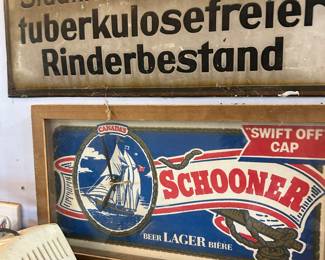 tuberkulosefreier
Rinderbestand
CANADA'S
"SWIFT OFF"
CAP
SCHOONER
BEER LAGER BIÈRE